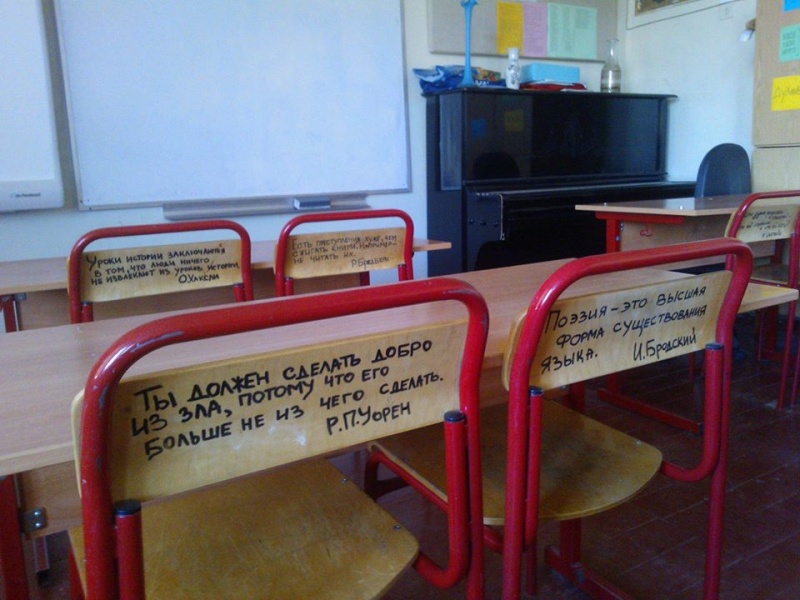 Уроки истории заключаются
в том, что люди ничего
не извлекают из уроков истории.
О.Хаксли
Есть преступления хуже, чем
сжигать книги. Например –
не читать их.
Р.Брэдбери
Ты должен сделать добро
из зла, потому что его
больше не из чего сделать.
Р.П.Уорен
Поэзия – это высшая
форма существования
языка.
И.Бродский